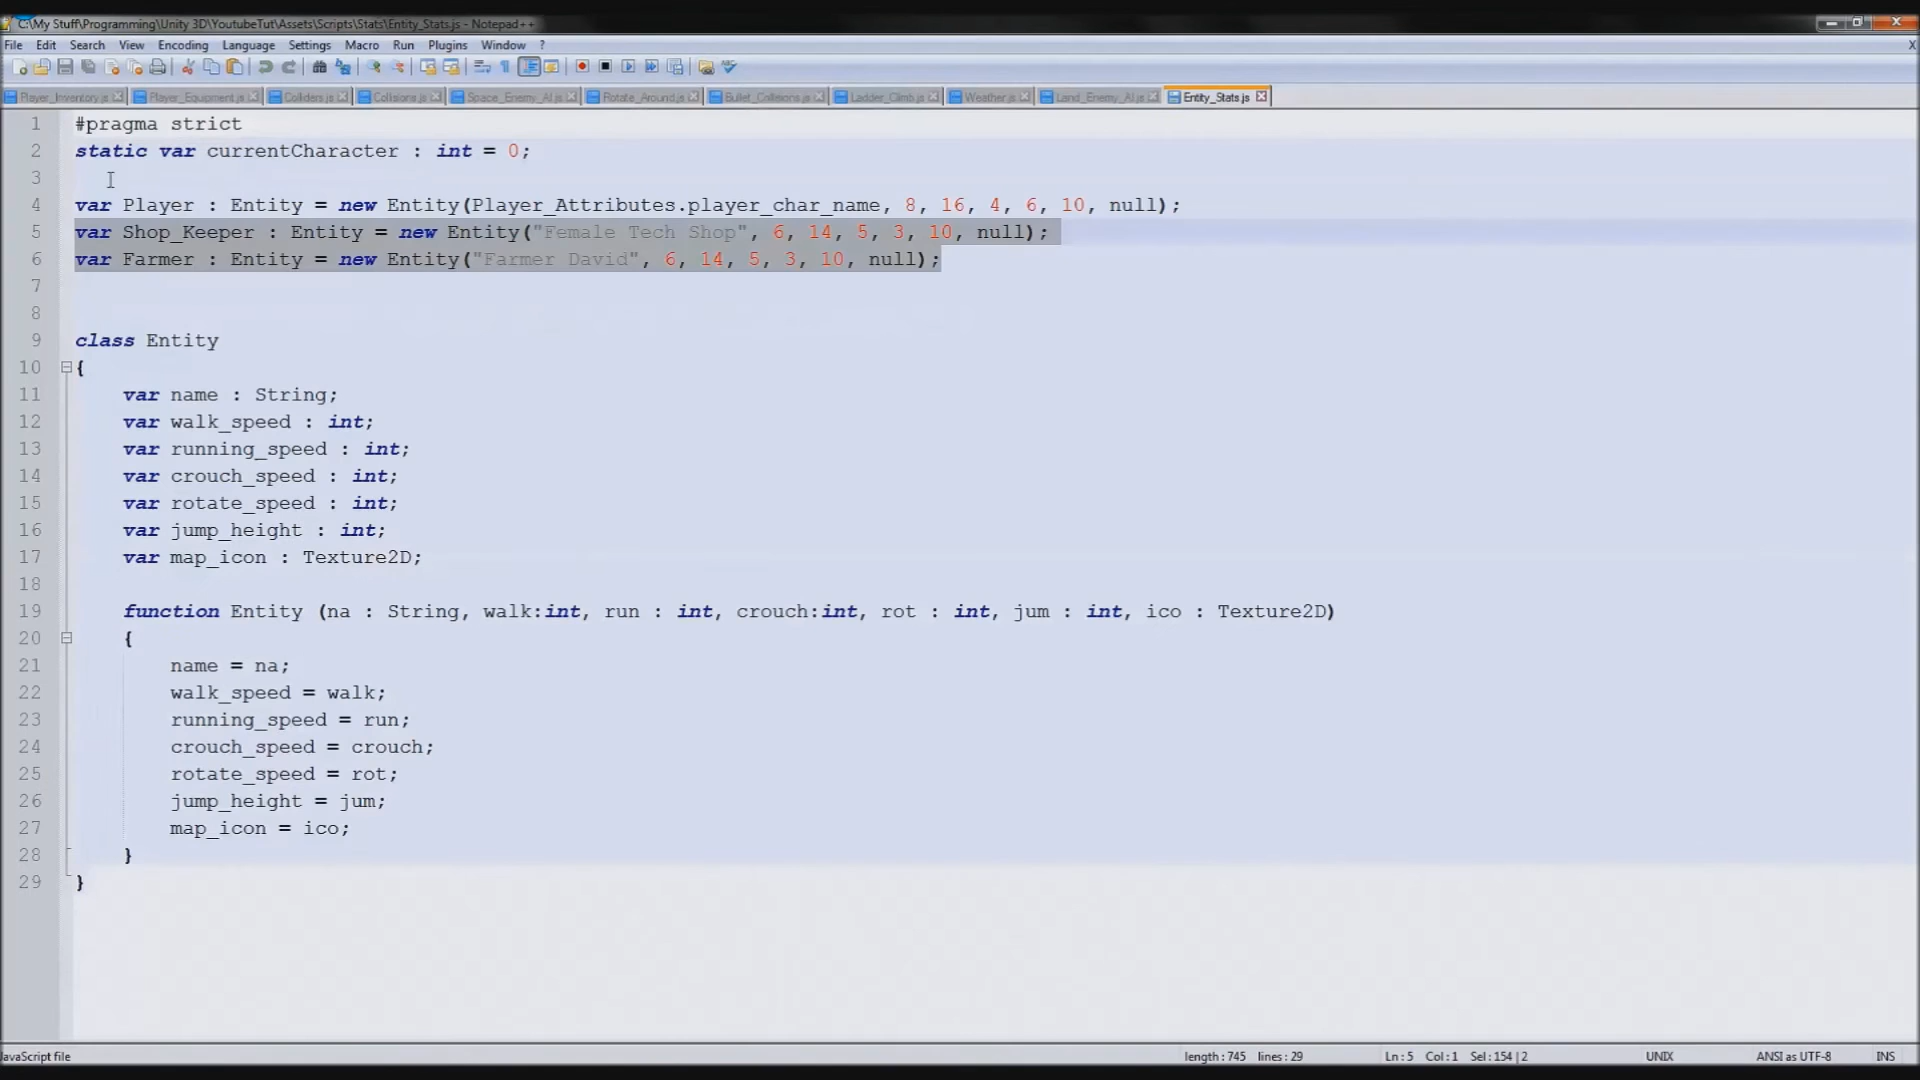 C:\My Stuff\Programming\Unity 3D\YoutubeTut\Assets\Scripts\Stats\Entity_Stats.js - Notepad++
File Edit Search View Encoding Language Settings Macro Run Plugins Window ? X
Player_Inventory.js Player_Equipment.js Colliders.js Collisions.js Space_Enemy_AI.js Rotate_Around.js Bullet_Collisions.js Ladder_Climb.js Weather.js Land_Enemy_AI.js Entity_Stats.js
1 #pragma strict
2 static var currentCharacter : int = 0;
3
4 var Player : Entity = new Entity(Player_Attributes.player_char_name, 8, 16, 4, 6, 10, null);
5 var Shop_Keeper : Entity = new Entity("Female Tech Shop", 6, 14, 5, 3, 10, null);
6 var Farmer : Entity = new Entity("Farmer David", 6, 14, 5, 3, 10, null);
7
8
9 class Entity
10 {
11 var name : String;
12 var walk_speed : int;
13 var running_speed : int;
14 var crouch_speed : int;
15 var rotate_speed : int;
16 var jump_height : int;
17 var map_icon : Texture2D;
18
19 function Entity (na : String, walk:int, run : int, crouch:int, rot : int, jum : int, ico : Texture2D)
20 {
21 name = na;
22 walk_speed = walk;
23 running_speed = run;
24 crouch_speed = crouch;
25 rotate_speed = rot;
26 jump_height = jum;
27 map_icon = ico;
28 }
29 }
JavaScript file length : 745 lines : 29 Ln : 5 Col : 1 Sel : 154 | 2 UNIX ANSI as UTF-8 INS